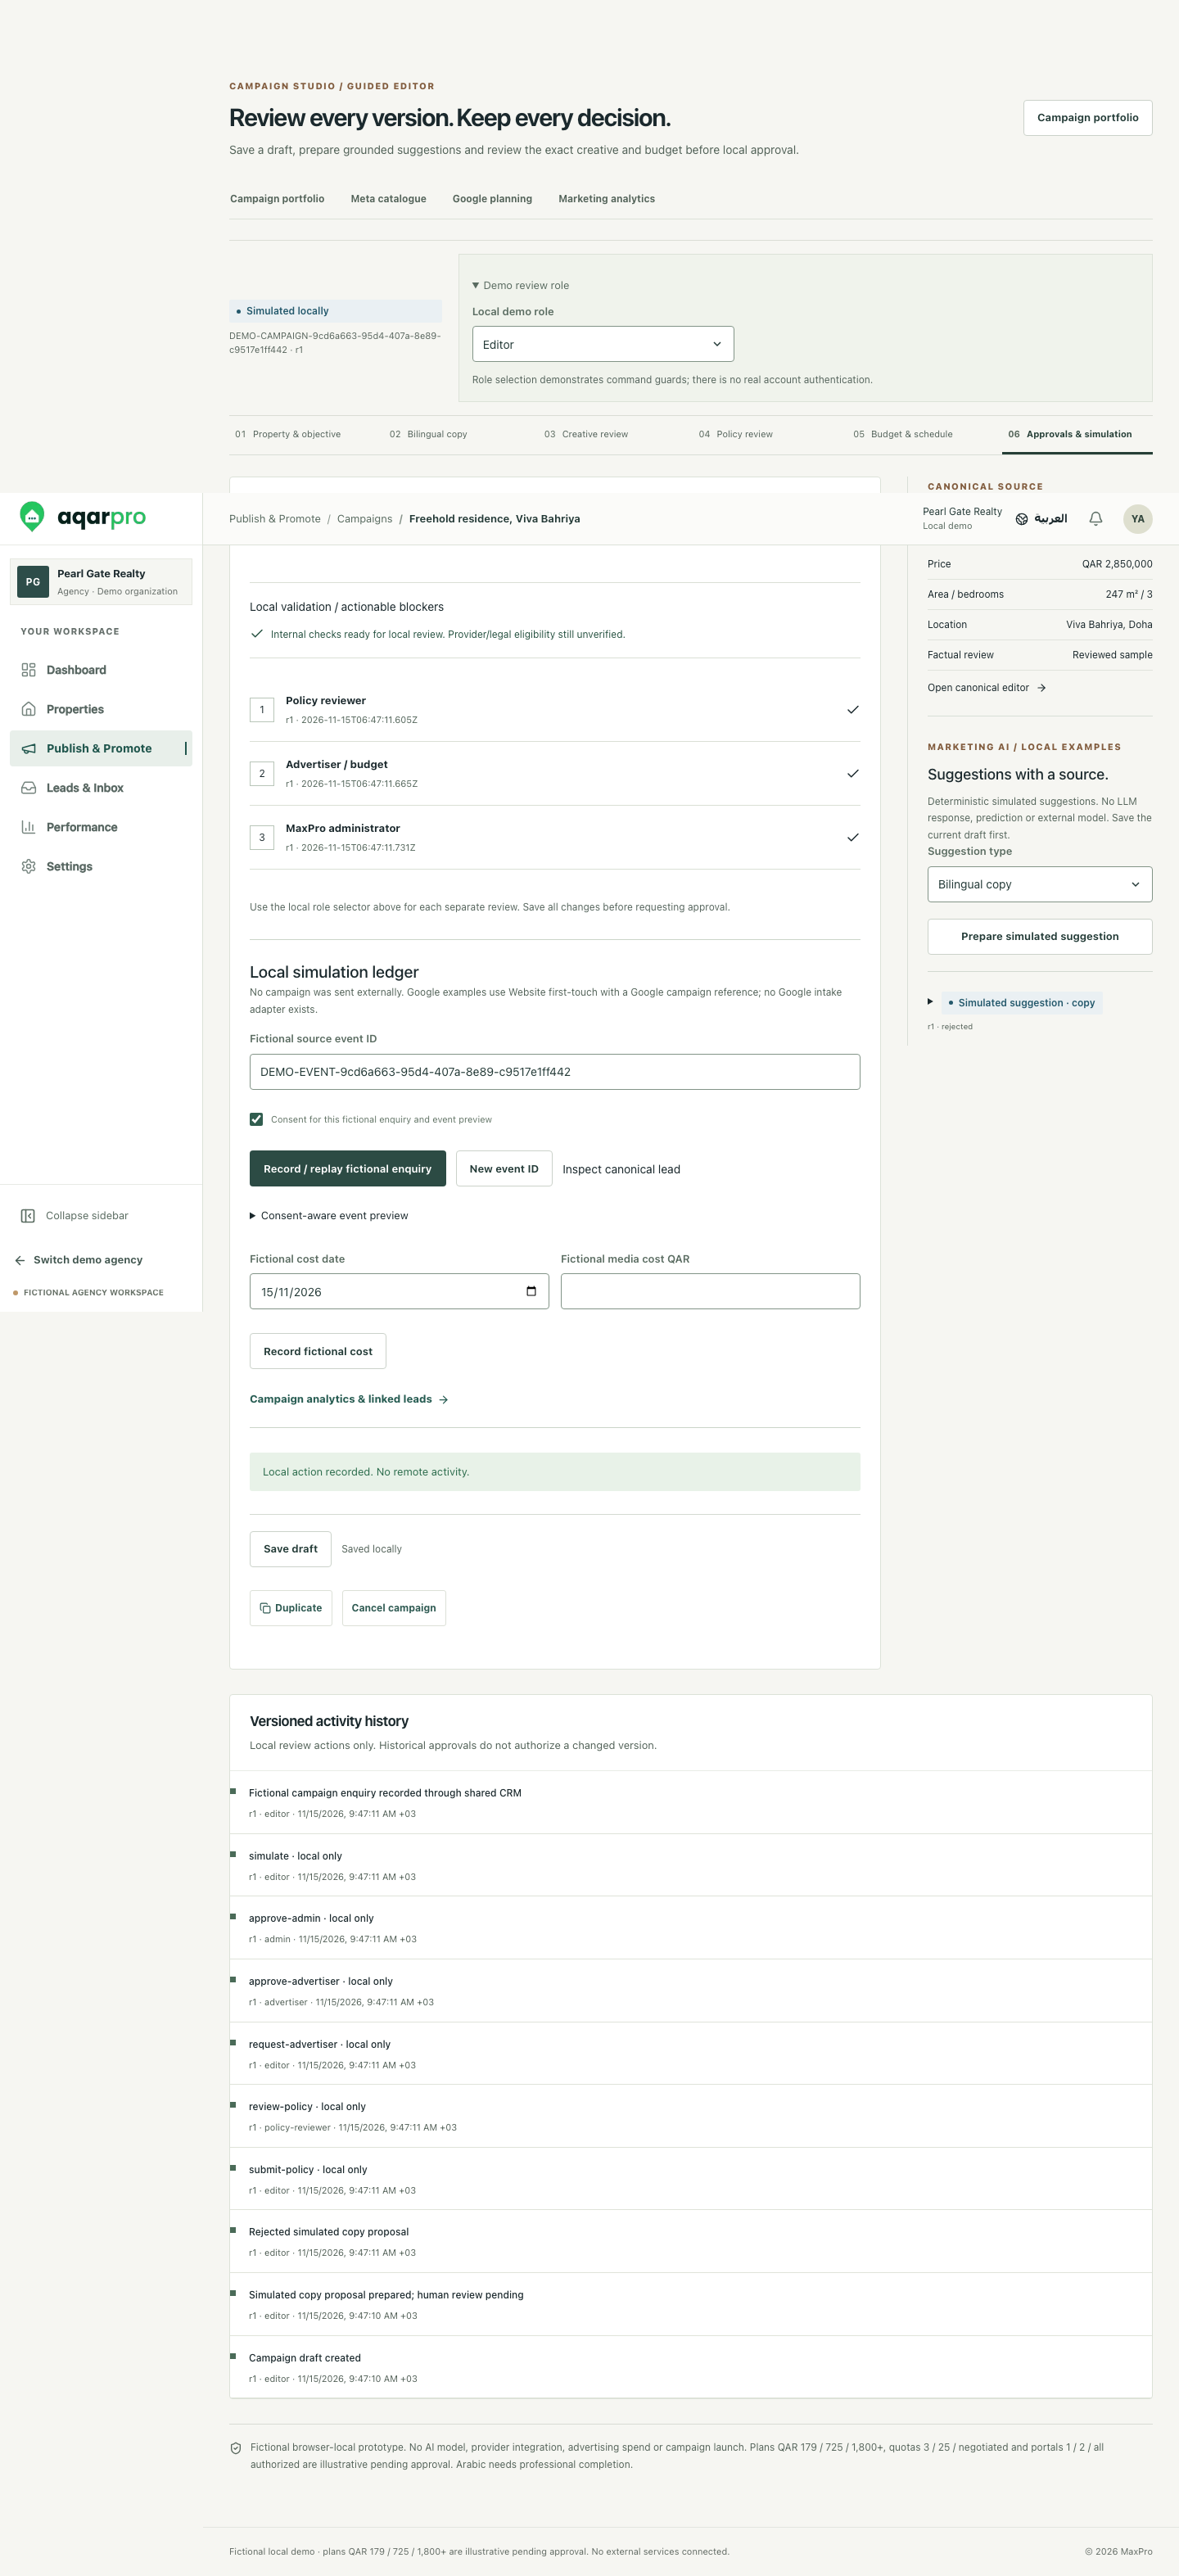 CAMPAIGN STUDIO / GUIDED EDITOR
Review every version. Keep every decision.
Campaign portfolio
Save a draft, prepare grounded suggestions and review the exact creative and budget before local approval.
Campaign portfolio
Meta catalogue
Google planning
Marketing analytics
Simulated locally
DEMO-CAMPAIGN-9cd6a663-95d4-407a-8e89-
c9517e1ff442 · r1
Demo review role
Local demo role
Editor
Role selection demonstrates command guards; there is no real account authentication.
01 Property & objective
02 Bilingual copy
03 Creative review
04 Policy review
05 Budget & schedule
06 Approvals & simulation
CANONICAL SOURCE
aqarpro
Publish & Promote / Campaigns / Freehold residence, Viva Bahriya
Pearl Gate Realty
Local demo
العربية
YA
PG
Pearl Gate Realty
Agency · Demo organization
YOUR WORKSPACE
Dashboard
Properties
Publish & Promote
Leads & Inbox
Performance
Settings
Collapse sidebar
Switch demo agency
FICTIONAL AGENCY WORKSPACE
Local validation / actionable blockers
Internal checks ready for local review. Provider/legal eligibility still unverified.
1
Policy reviewer
r1 · 2026-11-15T06:47:11.605Z
2
Advertiser / budget
r1 · 2026-11-15T06:47:11.665Z
3
MaxPro administrator
r1 · 2026-11-15T06:47:11.731Z
Use the local role selector above for each separate review. Save all changes before requesting approval.
Local simulation ledger
No campaign was sent externally. Google examples use Website first-touch with a Google campaign reference; no Google intake
adapter exists.
Fictional source event ID
DEMO-EVENT-9cd6a663-95d4-407a-8e89-c9517e1ff442
Consent for this fictional enquiry and event preview
Record / replay fictional enquiry
New event ID
Inspect canonical lead
Consent-aware event preview
Fictional cost date
Fictional media cost QAR
15/11/2026
Record fictional cost
Campaign analytics & linked leads
Local action recorded. No remote activity.
Save draft
Saved locally
Duplicate
Cancel campaign
Price
QAR 2,850,000
Area / bedrooms
247 m² / 3
Location
Viva Bahriya, Doha
Factual review
Reviewed sample
Open canonical editor
MARKETING AI / LOCAL EXAMPLES
Suggestions with a source.
Deterministic simulated suggestions. No LLM
response, prediction or external model. Save the
current draft first.
Suggestion type
Bilingual copy
Prepare simulated suggestion
Simulated suggestion · copy
r1 · rejected
Versioned activity history
Local review actions only. Historical approvals do not authorize a changed version.
Fictional campaign enquiry recorded through shared CRM
r1 · editor · 11/15/2026, 9:47:11 AM +03
simulate · local only
r1 · editor · 11/15/2026, 9:47:11 AM +03
approve-admin · local only
r1 · admin · 11/15/2026, 9:47:11 AM +03
approve-advertiser · local only
r1 · advertiser · 11/15/2026, 9:47:11 AM +03
request-advertiser · local only
r1 · editor · 11/15/2026, 9:47:11 AM +03
review-policy · local only
r1 · policy-reviewer · 11/15/2026, 9:47:11 AM +03
submit-policy · local only
r1 · editor · 11/15/2026, 9:47:11 AM +03
Rejected simulated copy proposal
r1 · editor · 11/15/2026, 9:47:11 AM +03
Simulated copy proposal prepared; human review pending
r1 · editor · 11/15/2026, 9:47:10 AM +03
Campaign draft created
r1 · editor · 11/15/2026, 9:47:10 AM +03
Fictional browser-local prototype. No AI model, provider integration, advertising spend or campaign launch. Plans QAR 179 / 725 / 1,800+, quotas 3 / 25 / negotiated and portals 1 / 2 / all
authorized are illustrative pending approval. Arabic needs professional completion.
Fictional local demo · plans QAR 179 / 725 / 1,800+ are illustrative pending approval. No external services connected.
© 2026 MaxPro